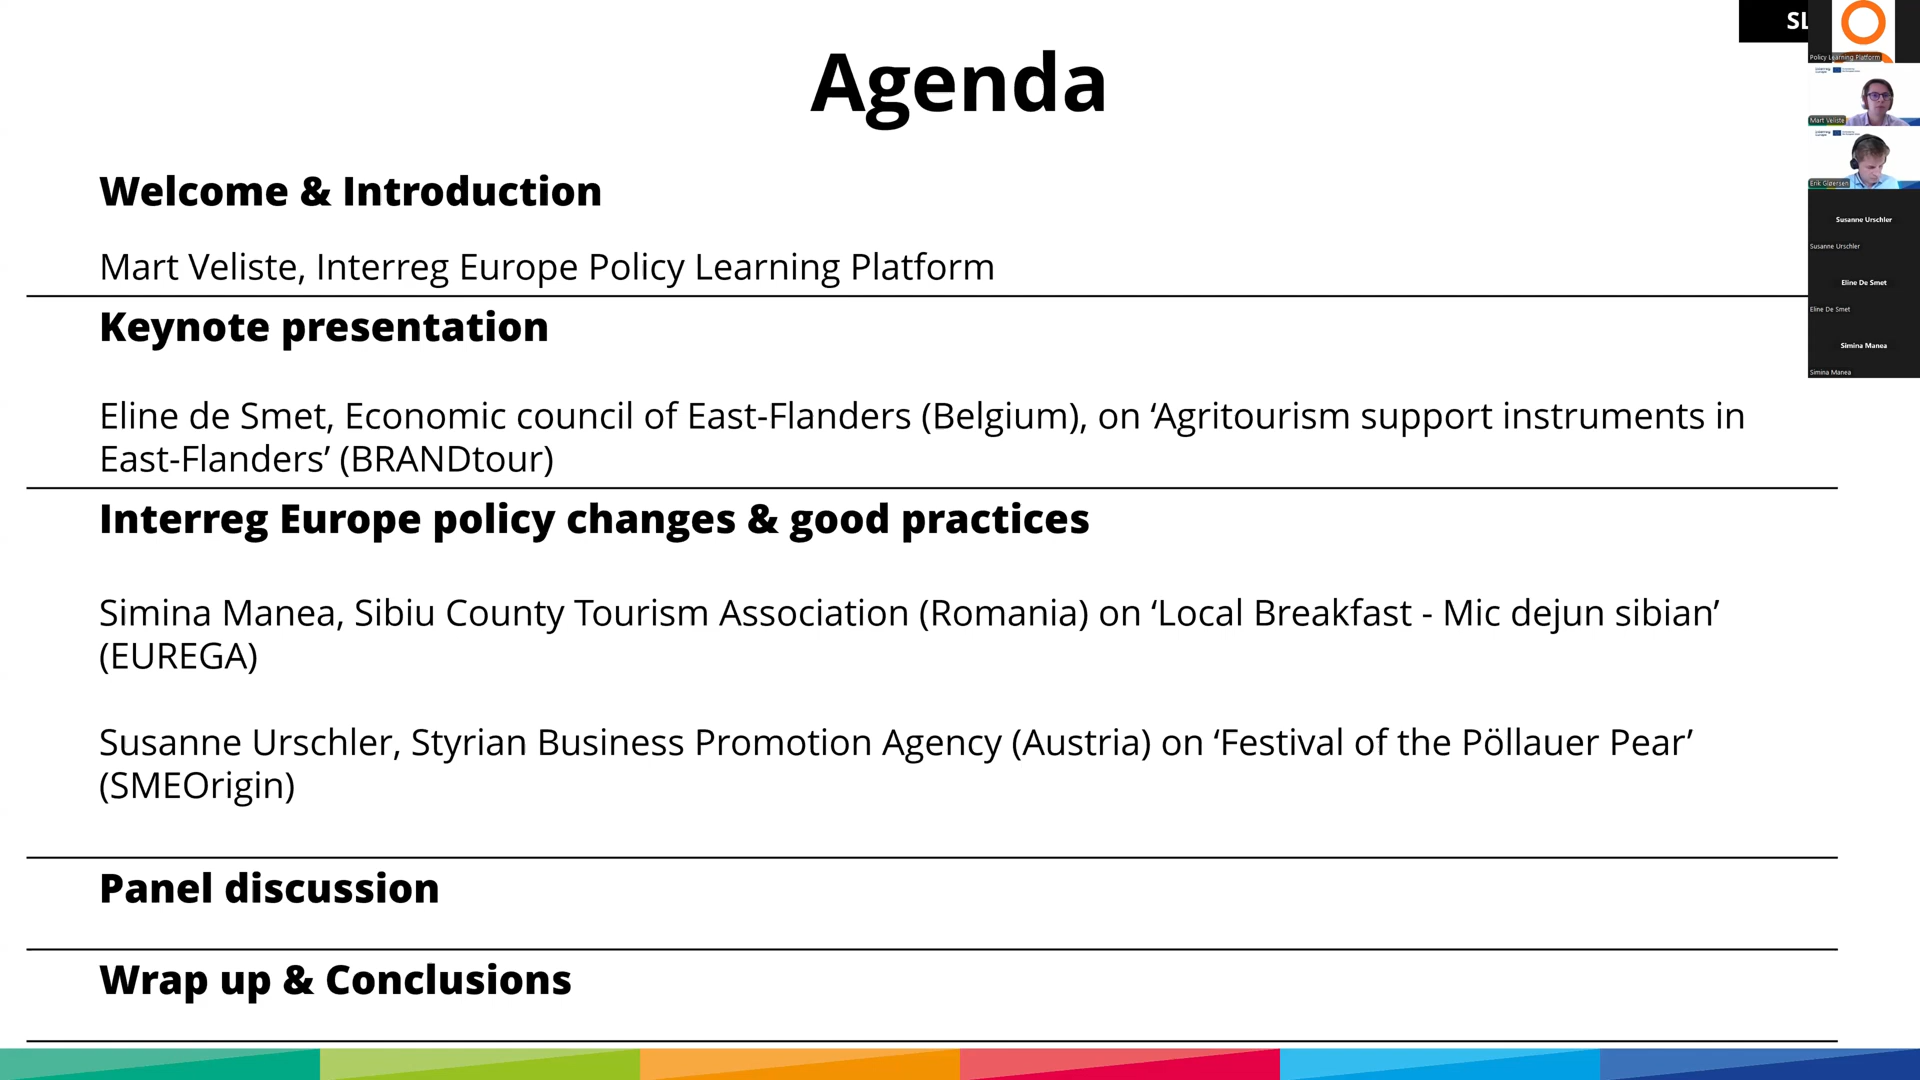 SL
Agenda
Policy Learning Platform
Welcome & Introduction
Mart Veliste
Mart Veliste, Interreg Europe Policy Learning Platform
Erik Gløersen
Susanne Urschler
Susanne Urschler
Keynote presentation
Eline De Smet
Eline De Smet
Simina Manea
Simina Manea
Eline de Smet, Economic council of East-Flanders (Belgium), on ‘Agritourism support instruments in
East-Flanders’ (BRANDtour)
Interreg Europe policy changes & good practices
Simina Manea, Sibiu County Tourism Association (Romania) on ‘Local Breakfast - Mic dejun sibian’
(EUREGA)
Susanne Urschler, Styrian Business Promotion Agency (Austria) on ‘Festival of the Pöllauer Pear’
(SMEOrigin)
Panel discussion
Wrap up & Conclusions